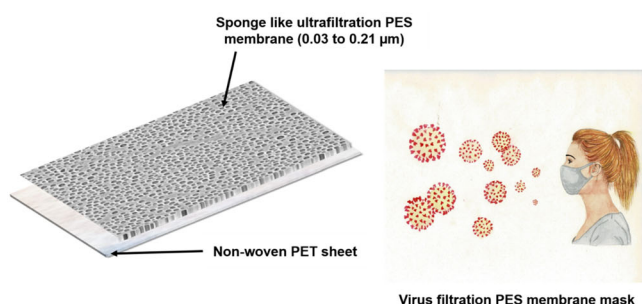 Sponge like ultrafiltration PES
membrane (0.03 to 0.21 µm)
Non-woven PET sheet
Virus filtration PES membrane mask